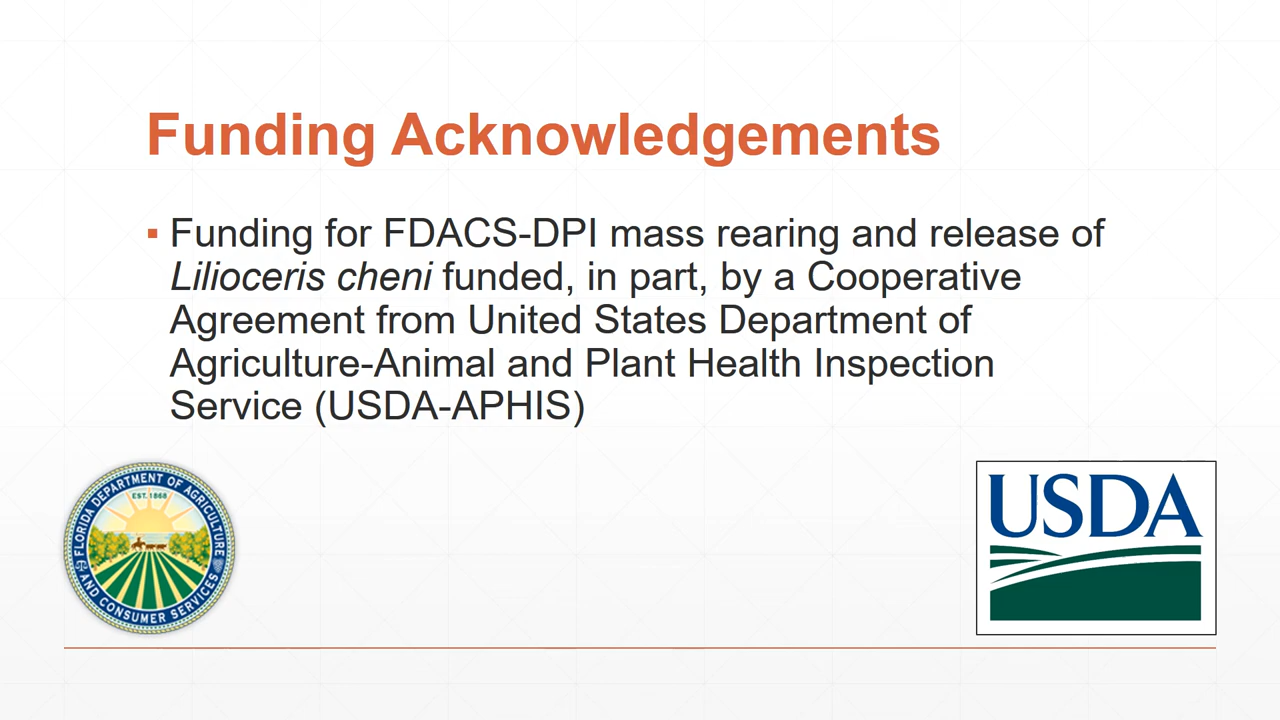 Funding Acknowledgements
▪ Funding for FDACS-DPI mass rearing and release of
Lilioceris cheni funded, in part, by a Cooperative
Agreement from United States Department of
Agriculture-Animal and Plant Health Inspection
Service (USDA-APHIS)
FLORIDA DEPARTMENT OF AGRICULTURE
AND CONSUMER SERVICES
EST. 1868
USDA